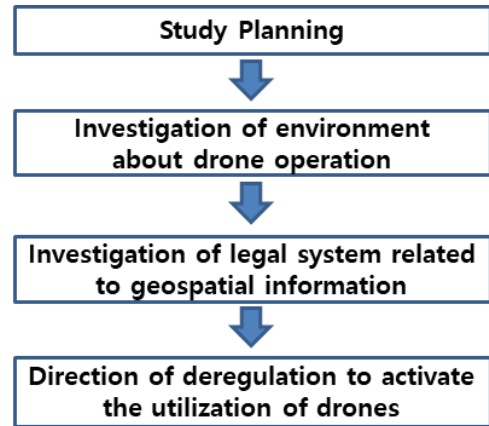 Study Planning
Investigation of environment
about drone operation
Investigation of legal system related
to geospatial information
Direction of deregulation to activate
the utilization of drones